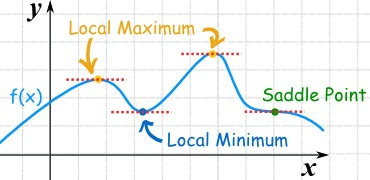 y
Local Maximum
f(x)
Saddle Point
Local Minimum
x